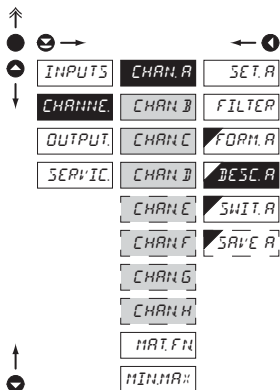 INPUTS CHAN. A SET. A
CHANNE. CHAN. B FILTER
OUTPUT. CHAN. C FORM. A
SERVIC. CHAN. D DESC. A
CHAN. E SWIT. A
CHAN. F SAVE A
CHAN. G
CHAN. H
MAT. FN.
MIN.MAX